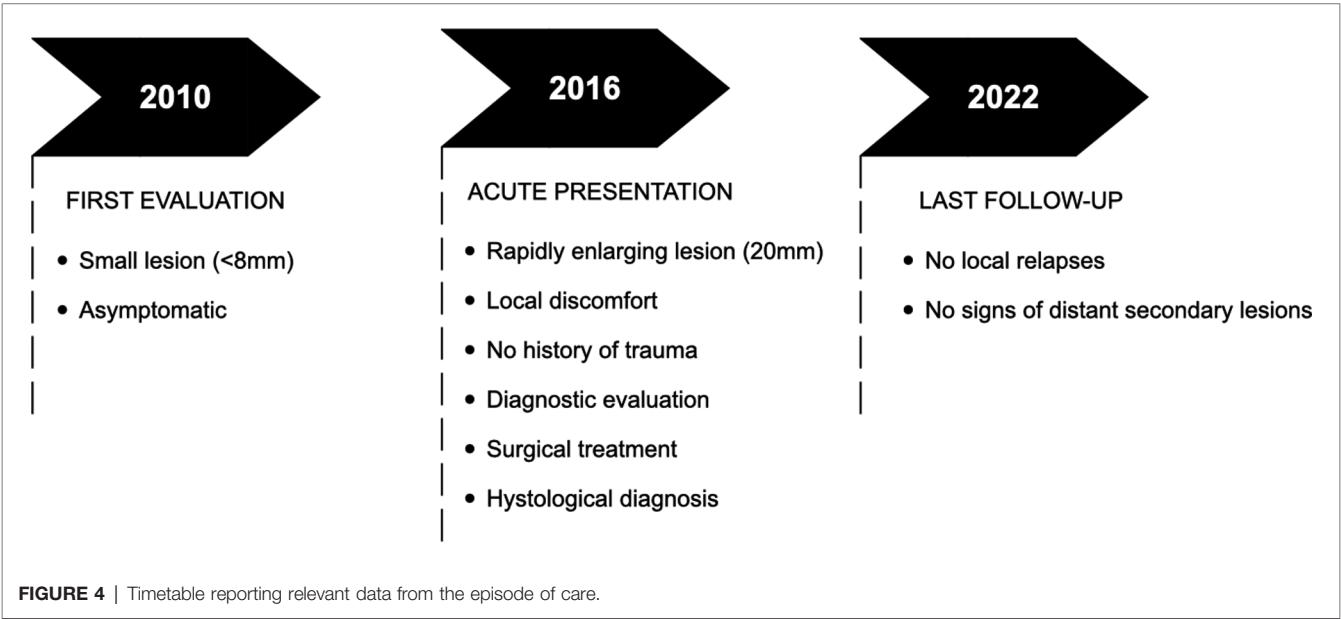 2010
FIRST EVALUATION
• Small lesion (<8mm)
• Asymptomatic
2016
ACUTE PRESENTATION
• Rapidly enlarging lesion (20mm)
• Local discomfort
• No history of trauma
• Diagnostic evaluation
• Surgical treatment
• Hystological diagnosis
2022
LAST FOLLOW-UP
• No local relapses
• No signs of distant secondary lesions
FIGURE 4 | Timetable reporting relevant data from the episode of care.